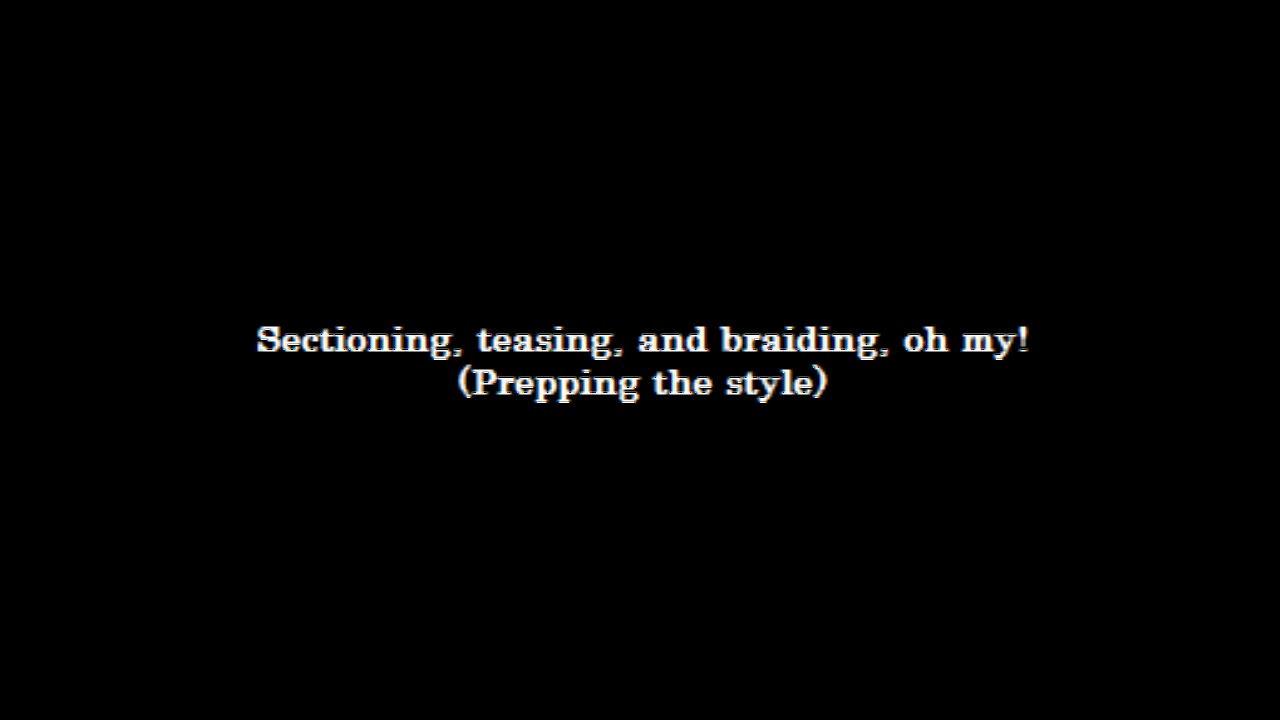 Sectioning, teasing, and braiding, oh my!
(Prepping the style)